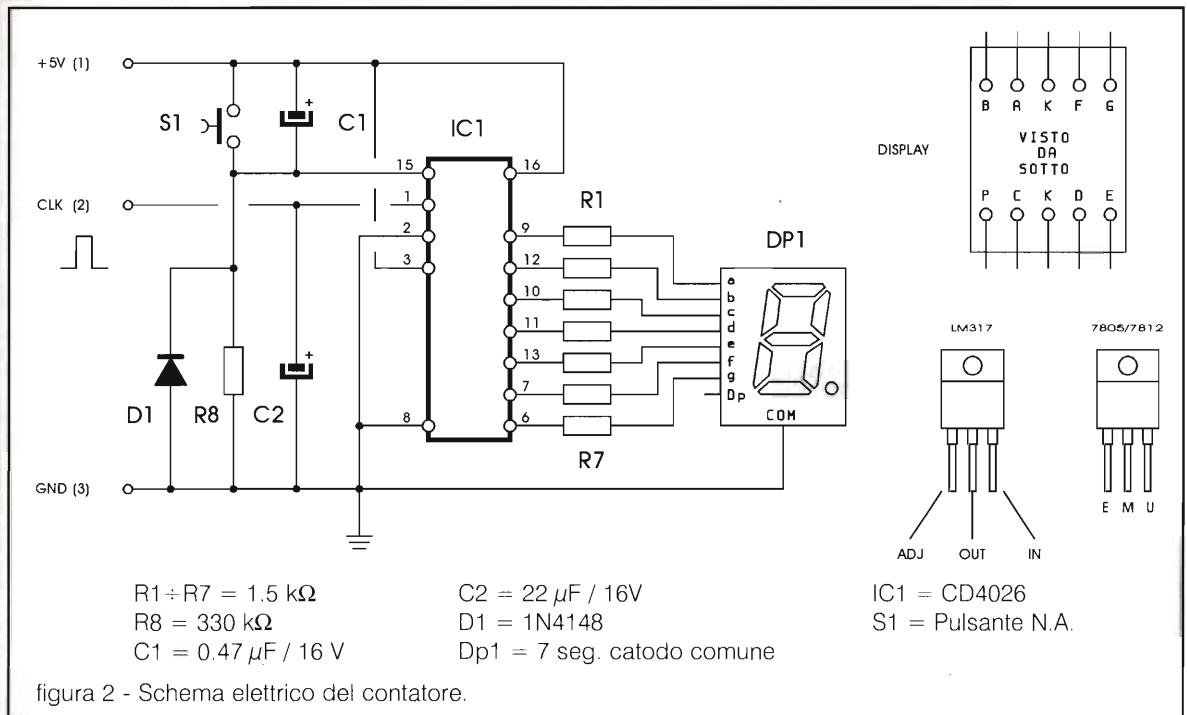 +5V (1)
S1
C1
IC1
15
16
CLK (2)
1
2
3
9
12
10
11
13
7
6
8
R1
R7
DP1
a
b
c
d
e
f
g
Dp
COM
D1
R8
C2
GND (3)
DISPLAY
B A K F G
VISTO
DA
SOTTO
P C K D E
LM317
7805/7812
ADJ OUT IN
E M U
R1÷R7 = 1.5 kΩ
R8 = 330 kΩ
C1 = 0.47 µF / 16 V
C2 = 22 µF / 16V
D1 = 1N4148
Dp1 = 7 seg. catodo comune
IC1 = CD4026
S1 = Pulsante N.A.
figura 2 - Schema elettrico del contatore.